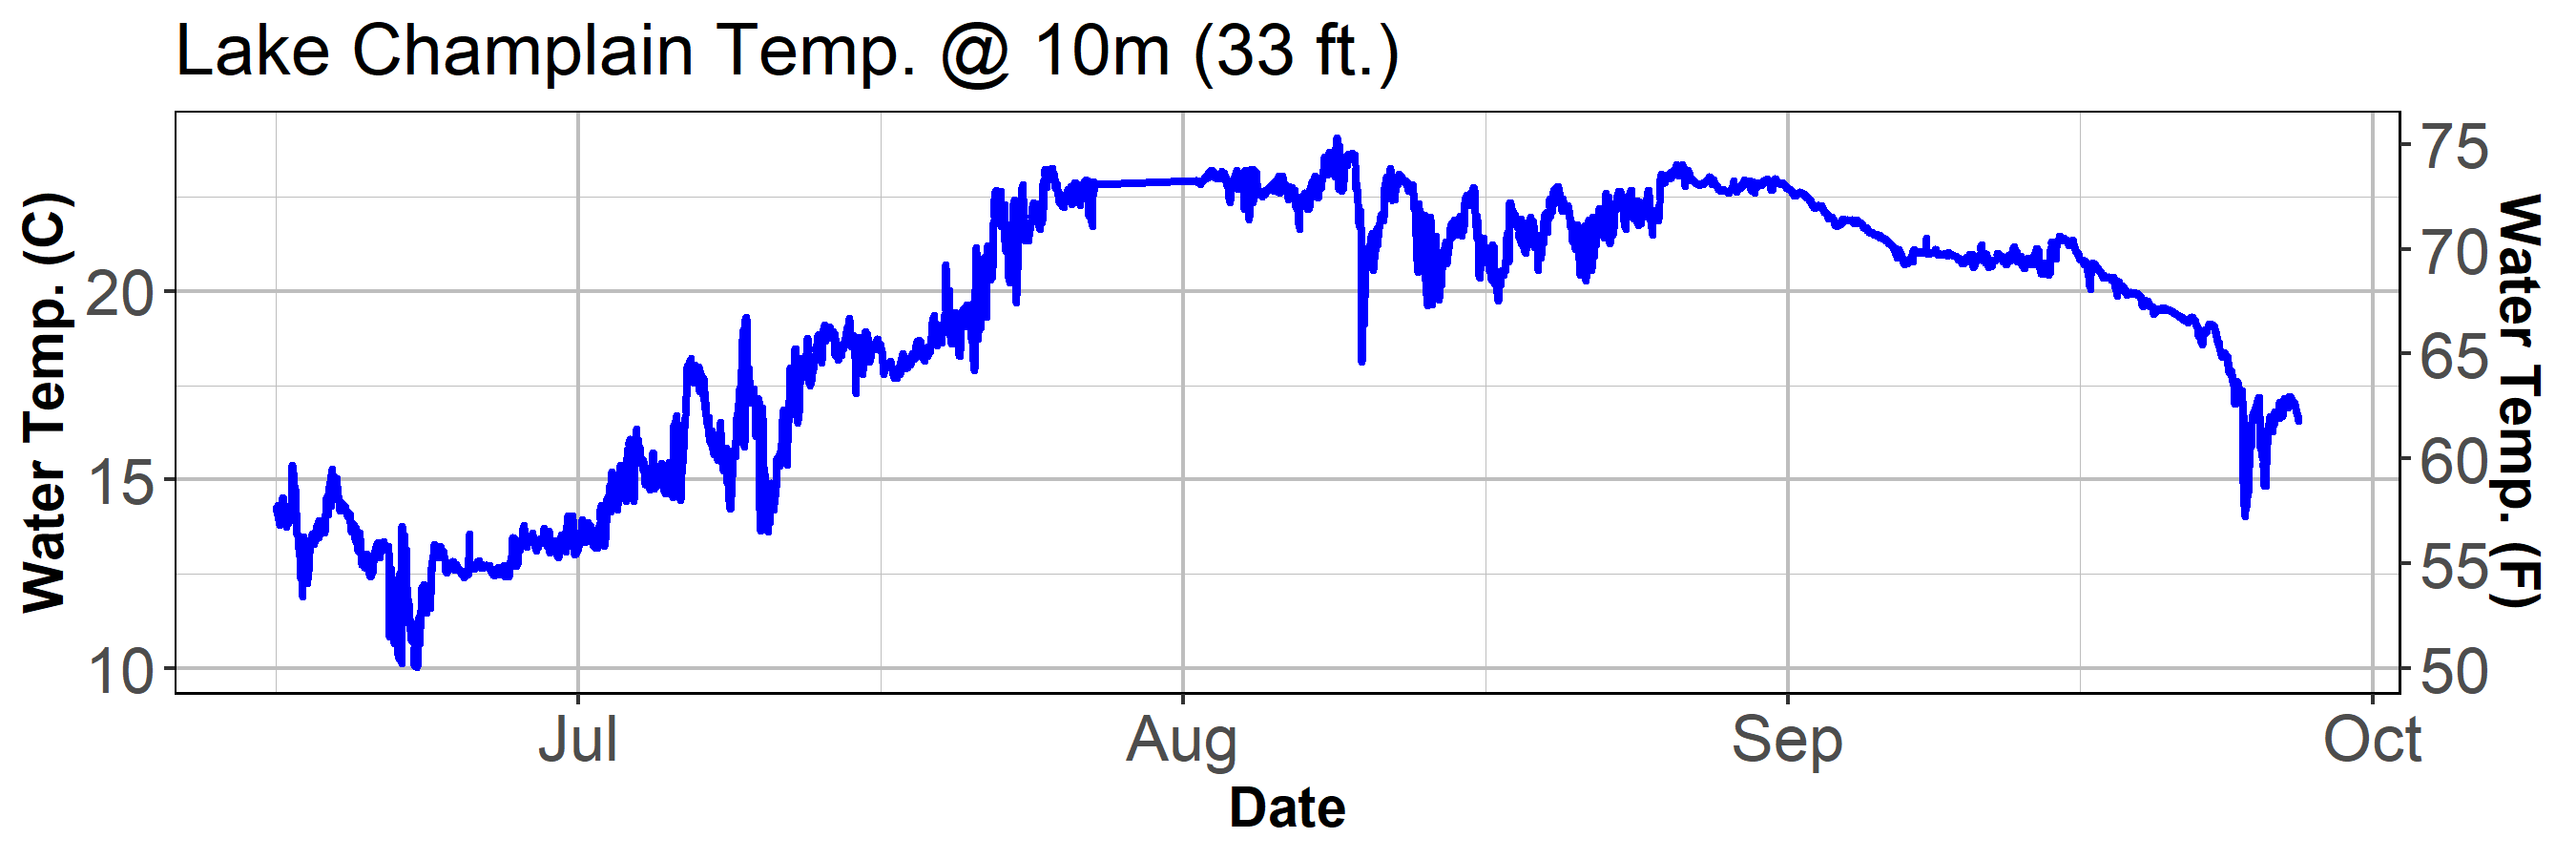 Lake Champlain Temp. @ 10m (33 ft.)
Water Temp. (C)
20
15
10
75
70
65
60
55
50
Water Temp. (F)
Jul Aug Sep Oct
Date